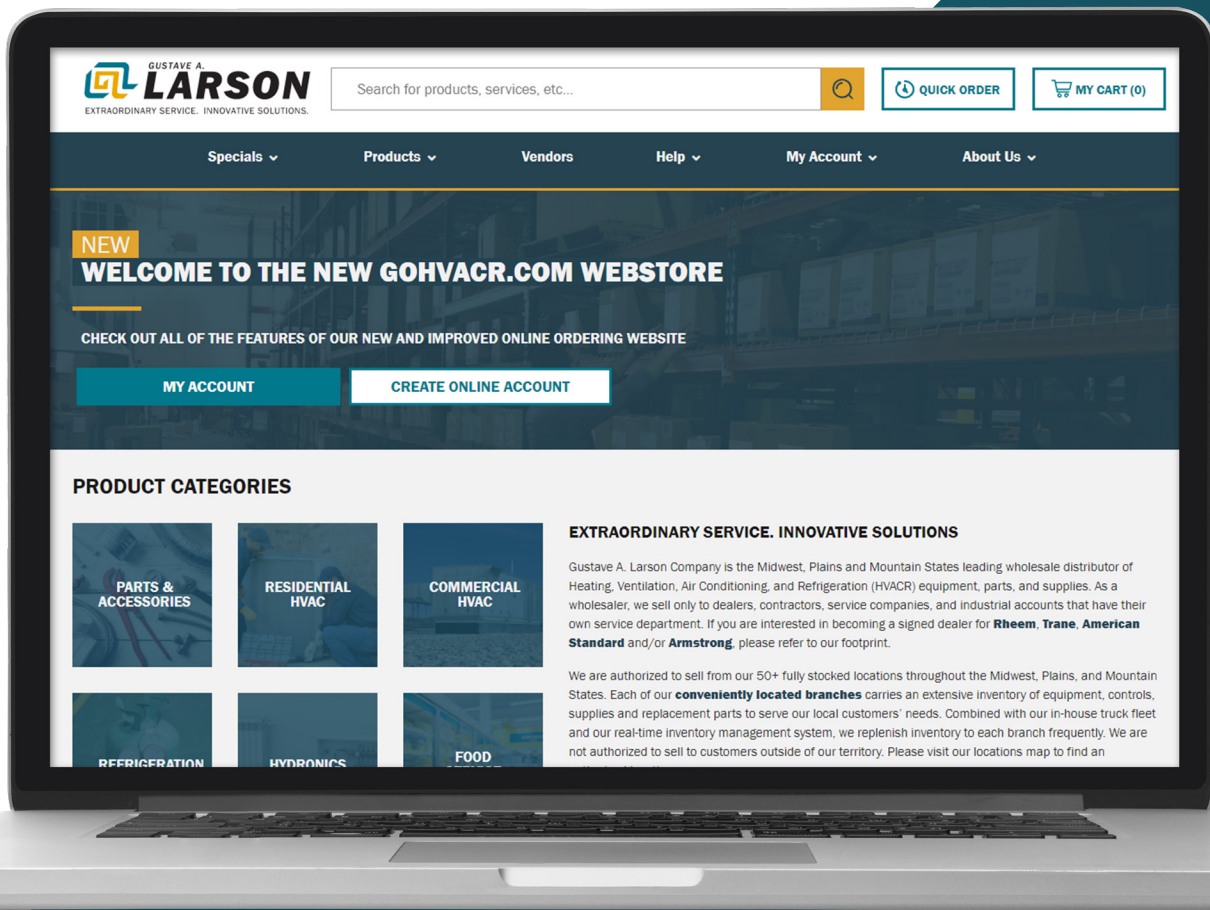 GUSTAVE A.
LARSON
EXTRAORDINARY SERVICE. INNOVATIVE SOLUTIONS.
Search for products, services, etc...
QUICK ORDER
MY CART (0)
Specials
Products
Vendors
Help
My Account
About Us
NEW
WELCOME TO THE NEW GOHVACR.COM WEBSTORE
CHECK OUT ALL OF THE FEATURES OF OUR NEW AND IMPROVED ONLINE ORDERING WEBSITE
MY ACCOUNT
CREATE ONLINE ACCOUNT
PRODUCT CATEGORIES
PARTS &
ACCESSORIES
RESIDENTIAL
HVAC
COMMERCIAL
HVAC
REFRIGERATION
HYDRONICS
FOOD
EXTRAORDINARY SERVICE. INNOVATIVE SOLUTIONS
Gustave A. Larson Company is the Midwest, Plains and Mountain States leading wholesale distributor of
Heating, Ventilation, Air Conditioning, and Refrigeration (HVACR) equipment, parts, and supplies. As a
wholesaler, we sell only to dealers, contractors, service companies, and industrial accounts that have their
own service department. If you are interested in becoming a signed dealer for Rheem, Trane, American
Standard and/or Armstrong, please refer to our footprint.
We are authorized to sell from our 50+ fully stocked locations throughout the Midwest, Plains, and Mountain
States. Each of our conveniently located branches carries an extensive inventory of equipment, controls,
supplies and replacement parts to serve our local customers' needs. Combined with our in-house truck fleet
and our real-time inventory management system, we replenish inventory to each branch frequently. We are
not authorized to sell to customers outside of our territory. Please visit our locations map to find an